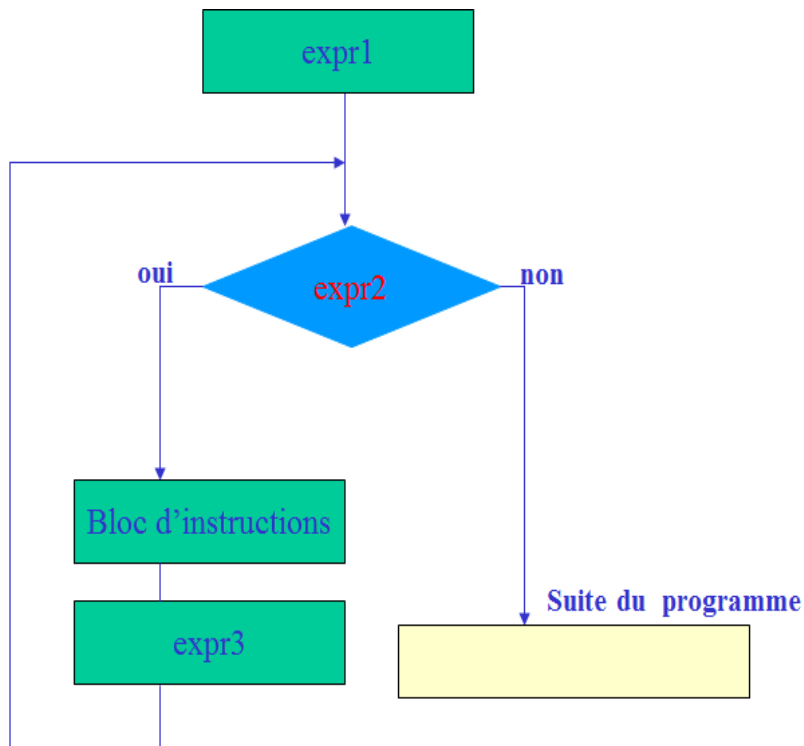 expr1
oui
expr2
non
Bloc d’instructions
Suite du programme
expr3